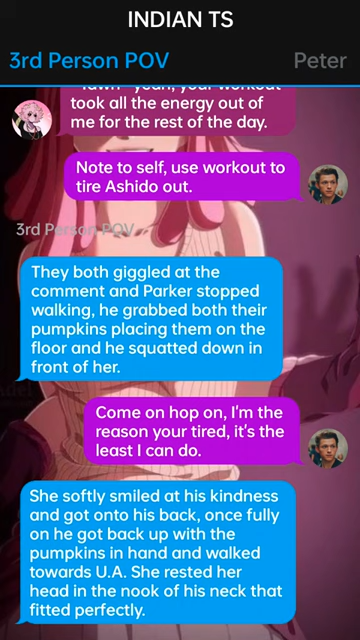 INDIAN TS
3rd Person POV
Peter
yeah, your workout
took all the energy out of
me for the rest of the day.
Note to self, use workout to
tire Ashido out.
3rd Person POV
They both giggled at the
comment and Parker stopped
walking, he grabbed both their
pumpkins placing them on the
floor and he squatted down in
front of her.
Come on hop on, I'm the
reason your tired, it's the
least I can do.
She softly smiled at his kindness
and got onto his back, once fully
on he got back up with the
pumpkins in hand and walked
towards U.A. She rested her
head in the nook of his neck that
fitted perfectly.